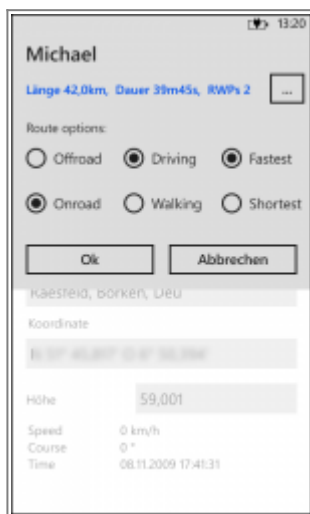 13:20
Michael
Länge 42,0km, Dauer 39m45s, RWPs 2 ...
Route options:
Offroad Driving Fastest
Onroad Walking Shortest
Ok Abbrechen
Raesfeld, Borken, Deu
Koordinate
Höhe 59,001
Speed 0 km/h
Course 0 °
Time 08.11.2009 17:41:31